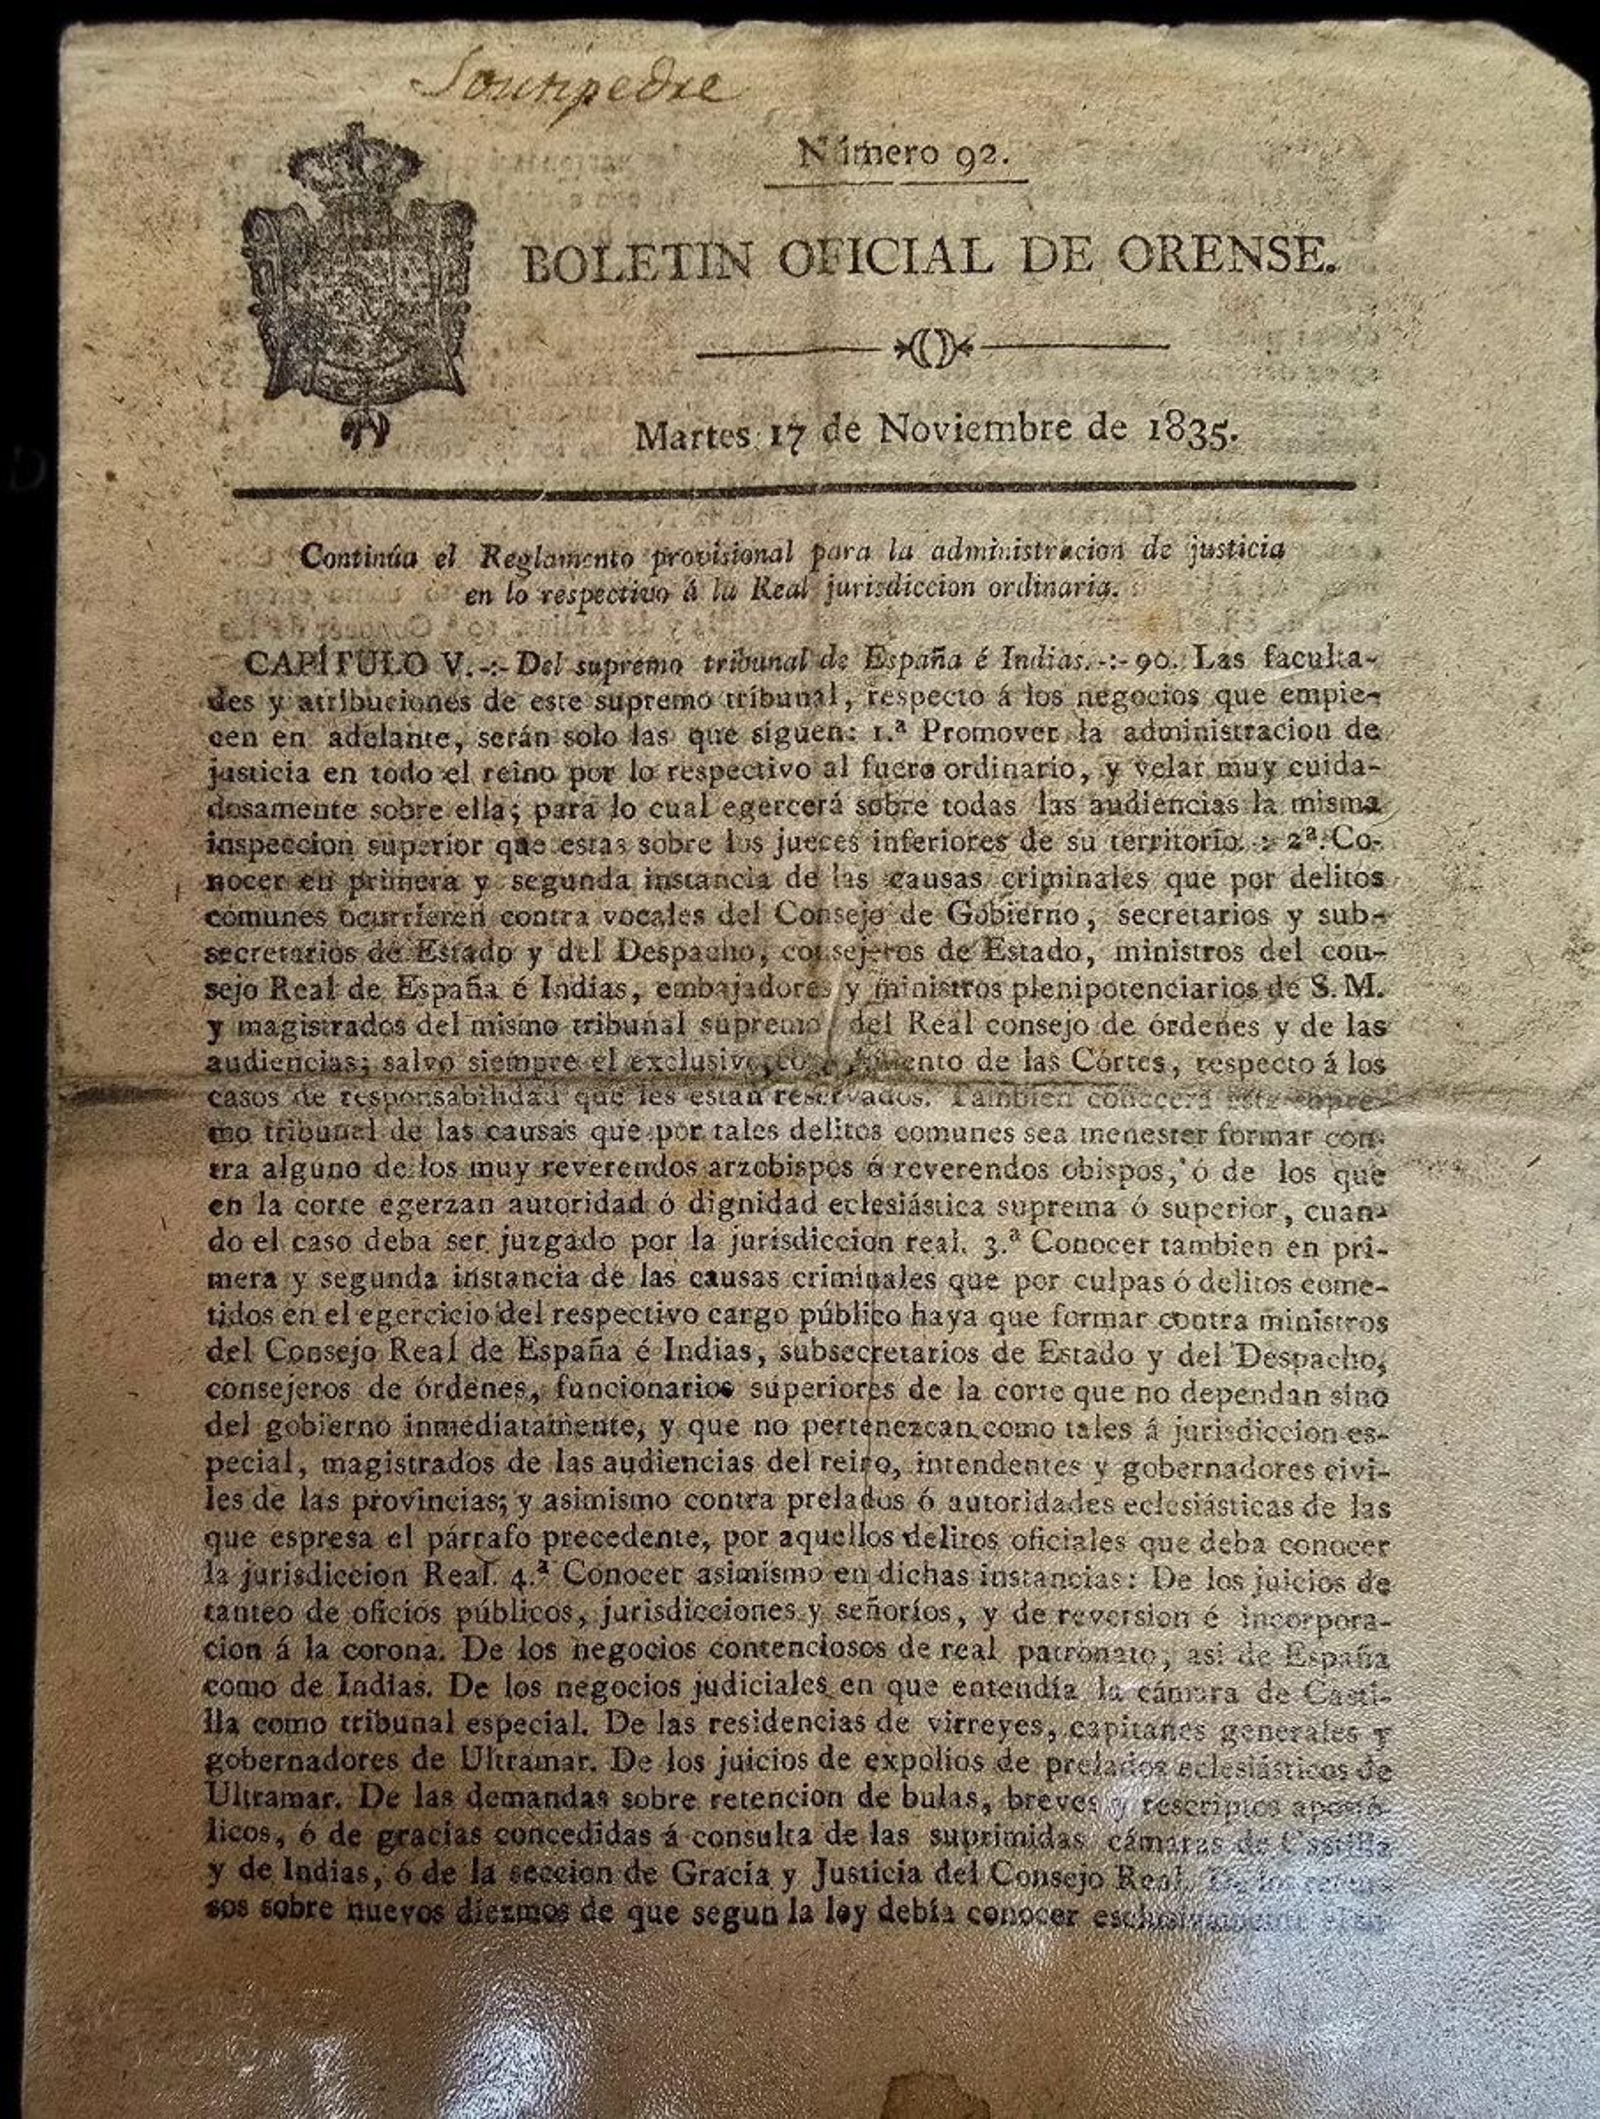 Número 92.
BOLETIN OFICIAL DE ORENSE.
Martes 17 de Noviembre de 1835.
Continúa el Reglamento provisional para la administracion de justicia
en lo respectivo á la Real jurisdiccion ordinaria.
CAPÍTULO V.-:- Del supremo tribunal de España é Indias.-:- 90. Las faculta-
des y atribuciones de este supremo tribunal, respecto á los negocios que empie-
cen en adelante, serán solo las que siguen: 1.ª Promover la administracion de
justicia en todo el reino por lo respectivo al fuero ordinario, y velar muy cuida-
dosamente sobre ella; para lo cual egercerá sobre todas las audiencias la misma
inspeccion superior que estas sobre los jueces inferiores de su territorio. : 2ª. Co-
nocer en primera y segunda instancia de las causas criminales que por delitos
comunes ocurrieren contra vocales del Consejo de Gobierno, secretarios y sub-
secretarios de Estado y del Despacho, consejeros de Estado, ministros del con-
sejo Real de España é Indias, embajadores y ministros plenipotenciarios de S. M.
y magistrados del mismo tribunal supremo, del Real consejo de órdenes y de las
audiencias; salvo siempre el exclusivo de las Córtes, respecto á los
casos de responsabilidad que les están reservados. Tambien conocerá este supre-
mo tribunal de las causas que por tales delitos comunes sea menester formar con-
tra alguno de los muy reverendos arzobispos ó reverendos obispos, ó de los que
en la corte egerzan autoridad ó dignidad eclesiástica suprema ó superior, cuan-
do el caso deba ser juzgado por la jurisdiccion real. 3.ª Conocer tambien en pri-
mera y segunda instancia de las causas criminales que por culpas ó delitos come-
tidos en el egercicio del respectivo cargo público haya que formar contra ministros
del Consejo Real de España é Indias, subsecretarios de Estado y del Despacho,
consejeros de órdenes, funcionarios superiores de la corte que no dependan sino
del gobierno inmediatamente, y que no pertenezcan como tales á jurisdiccion es-
pecial, magistrados de las audiencias del reino, intendentes y gobernadores civi-
les de las provincias; y asimismo contra prelados ó autoridades eclesiásticas de las
que espresa el párrafo precedente, por aquellos delitos oficiales que deba conocer
la jurisdiccion Real. 4.ª Conocer asimismo en dichas instancias: De los juicios de
tanteo de oficios públicos, jurisdicciones y señoríos, y de reversion é incorpora-
cion á la corona. De los negocios contenciosos de real patronato, asi de España
como de Indias. De los negocios judiciales en que entendía la cámara de Casti-
lla como tribunal especial. De las residencias de virreyes, capitanes generales y
gobernadores de Ultramar. De los juicios de expolios de prelados eclesiásticos de
Ultramar. De las demandas sobre retencion de bulas, breves y rescriptos apostó-
licos, ó de gracias concedidas á consulta de las suprimidas cámaras de Castilla
y de Indias, ó de la seccion de Gracia y Justicia del Consejo Real. De los recur-
sos sobre nuevos diezmos de que segun la ley debía conocer